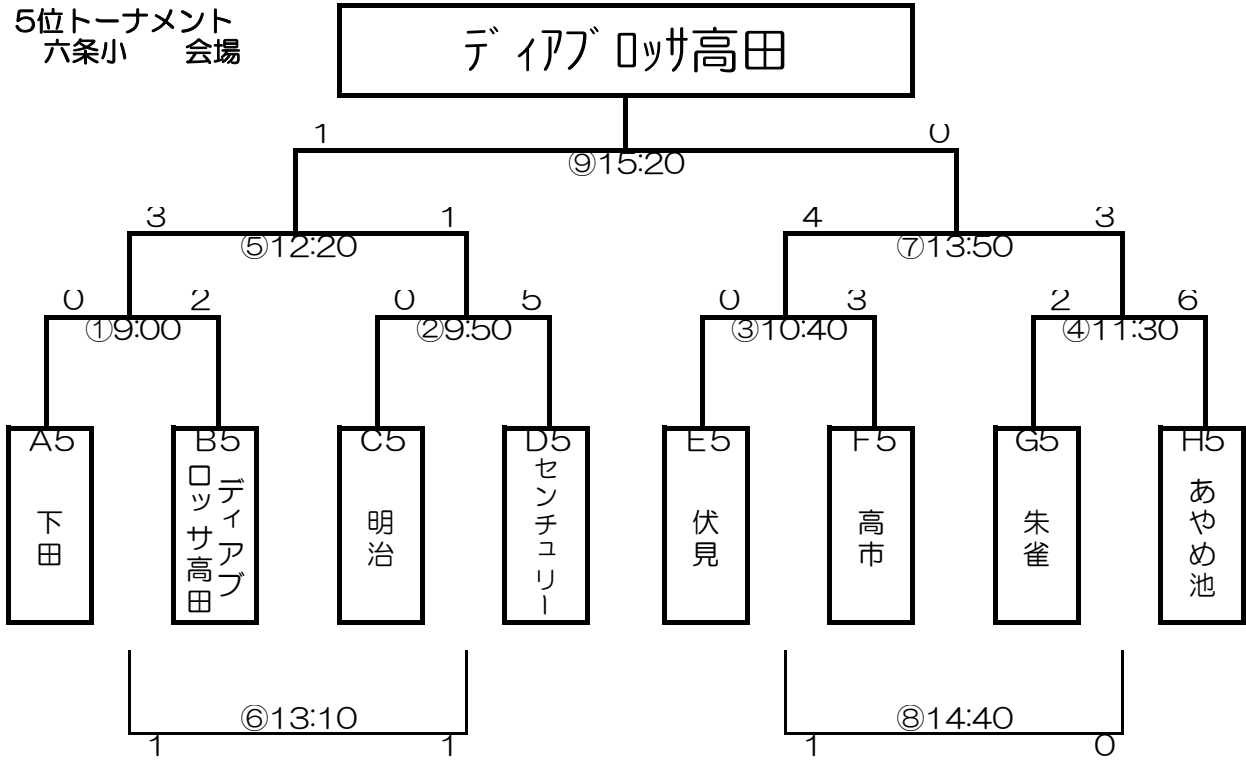 5位トーナメント
六条小 会場
ディアブロッサ高田
1 0
⑨15:20
3 1 4 3
⑤12:20 ⑦13:50
0 2 0 5 0 3 2 6
①9:00 ②9:50 ③10:40 ④11:30
A5 B5 C5 D5 E5 F5 G5 H5
下田
ディアブ
ロッサ高田
明治
センチュリー
伏見
高市
朱雀
あやめ池
⑥13:10 ⑧14:40
1 1 1 0